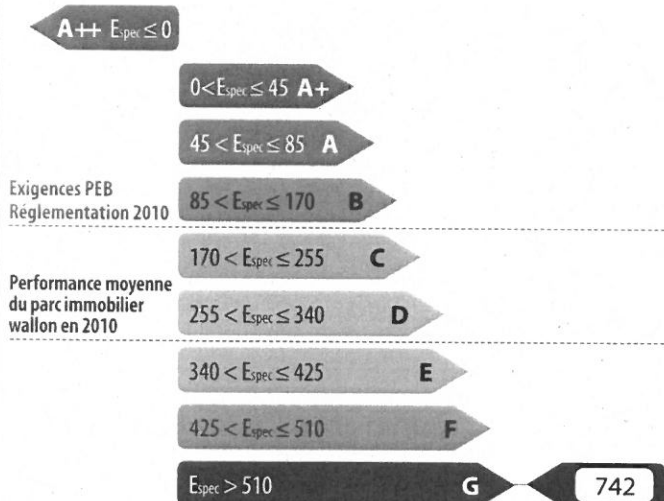 A++ Espec ≤ 0
0 < Espec ≤ 45 A+
45 < Espec ≤ 85 A
Exigences PEB
Réglementation 2010
85 < Espec ≤ 170 B
170 < Espec ≤ 255 C
Performance moyenne
du parc immobilier
wallon en 2010
255 < Espec ≤ 340 D
340 < Espec ≤ 425 E
425 < Espec ≤ 510 F
Espec > 510 G 742